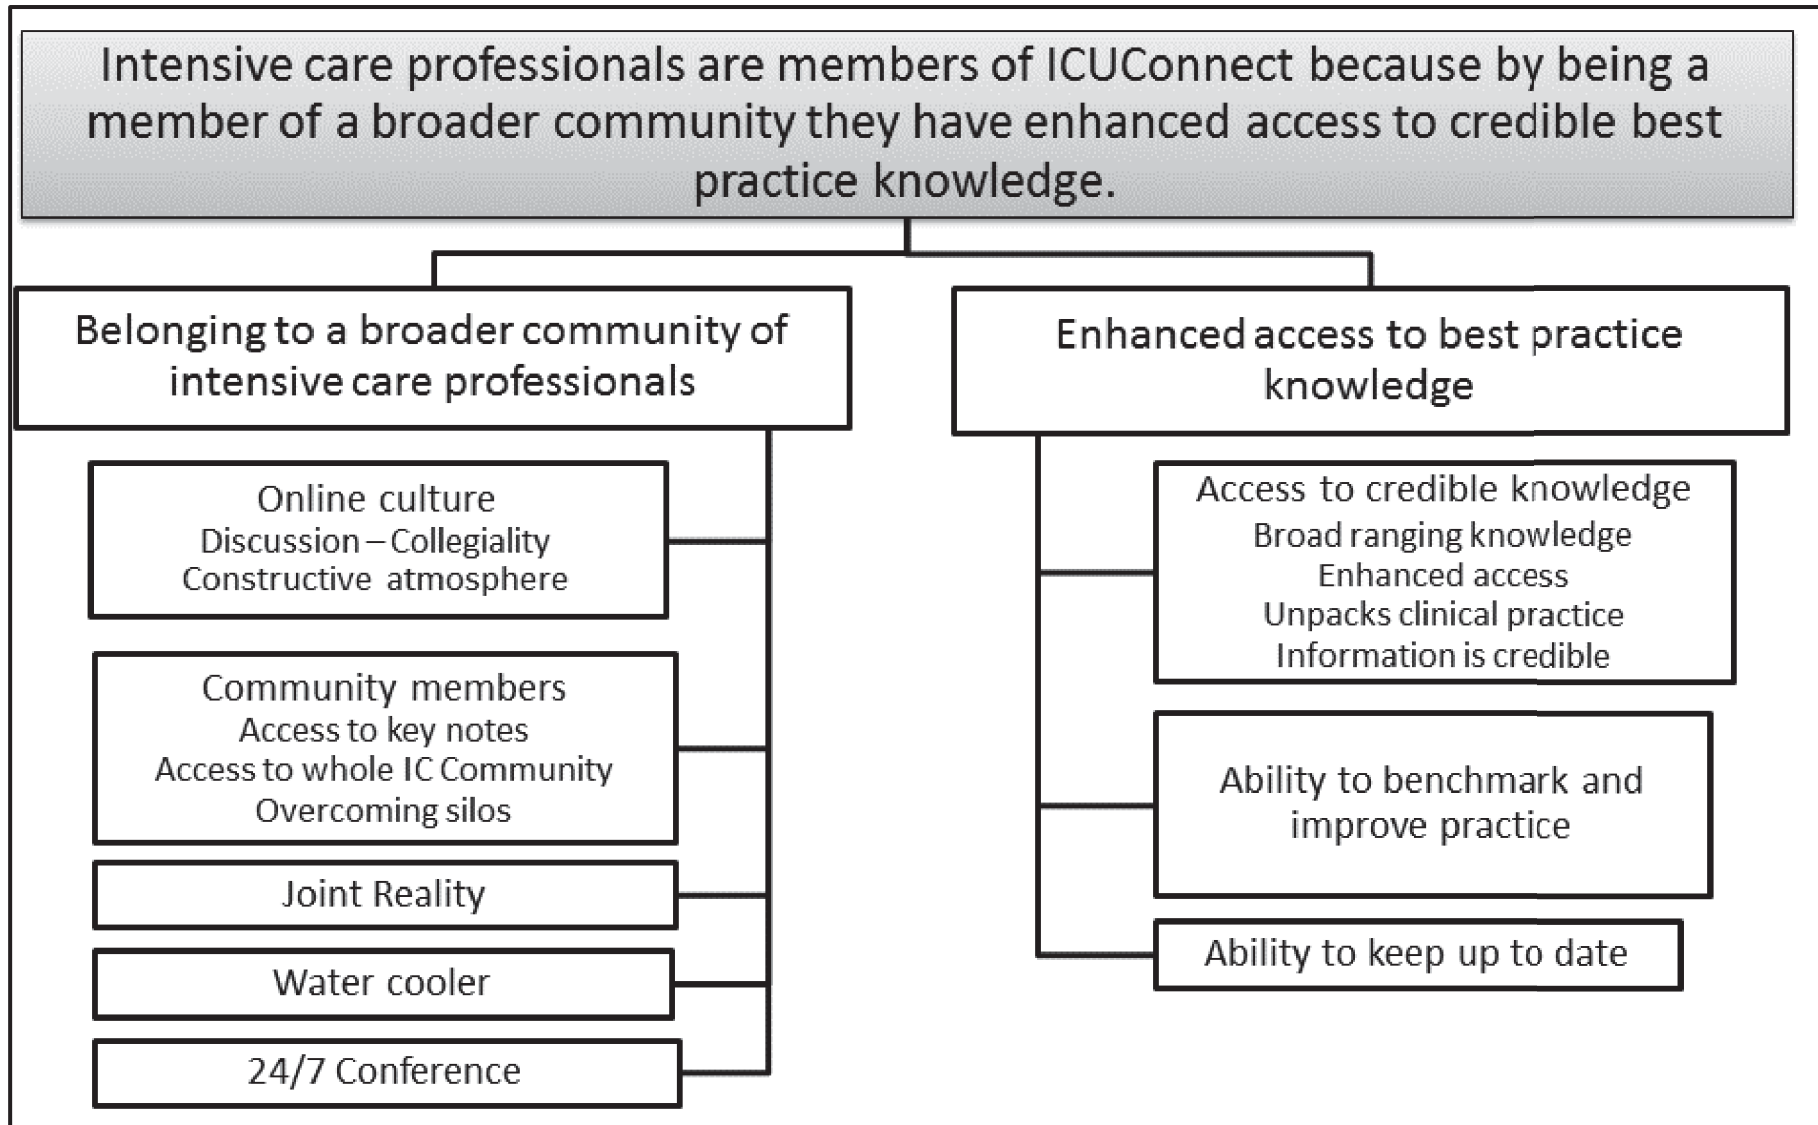 Intensive care professionals are members of ICUConnect because by being a
member of a broader community they have enhanced access to credible best
practice knowledge.
Belonging to a broader community of
intensive care professionals
Online culture
Discussion – Collegiality
Constructive atmosphere
Community members
Access to key notes
Access to whole IC Community
Overcoming silos
Joint Reality
Water cooler
24/7 Conference
Enhanced access to best practice
knowledge
Access to credible knowledge
Broad ranging knowledge
Enhanced access
Unpacks clinical practice
Information is credible
Ability to benchmark and
improve practice
Ability to keep up to date